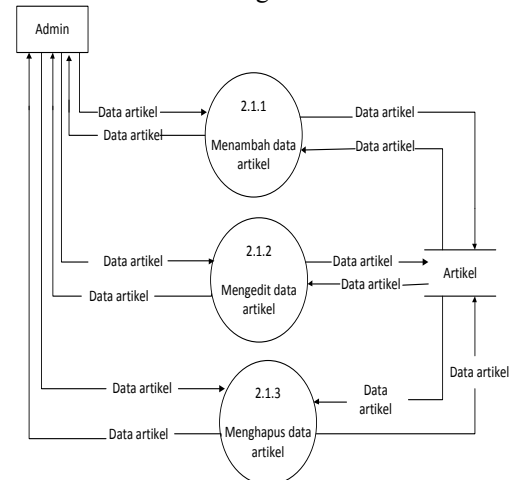 Admin
Data artikel
Data artikel
2.1.1
Menambah data
artikel
Data artikel
Data artikel
Data artikel
Data artikel
2.1.2
Mengedit data
artikel
Data artikel
Data artikel
Artikel
Data artikel
Data artikel
2.1.3
Menghapus data
artikel
Data
artikel
Data artikel